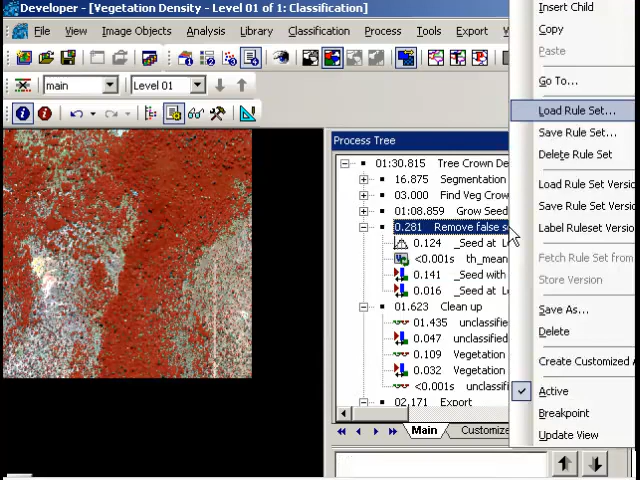 Developer - [Vegetation Density - Level 01 of 1: Classification]
File View Image Objects Analysis Library Classification Process Tools Export
main Level 01
Process Tree
01:30.815 Tree Crown De
16.875 Segmentation
03.000 Find Veg Crow
01:08.859 Grow Seed
0.281 Remove false s
0.124 _Seed at Le
<0.001s th_mean
0.141 _Seed with
0.016 _Seed at Le
01.623 Clean up
01.435 unclassified
0.047 unclassified
0.109 Vegetation
0.032 Vegetation
<0.001s unclassifi
02.171 Export
Main Customize
Insert Child
Copy
Paste
Go To...
Load Rule Set...
Save Rule Set...
Delete Rule Set
Load Rule Set Versio
Save Rule Set Versio
Label Ruleset Versio
Fetch Rule Set from
Store Version
Save As...
Delete
Create Customized A
Active
Breakpoint
Update View